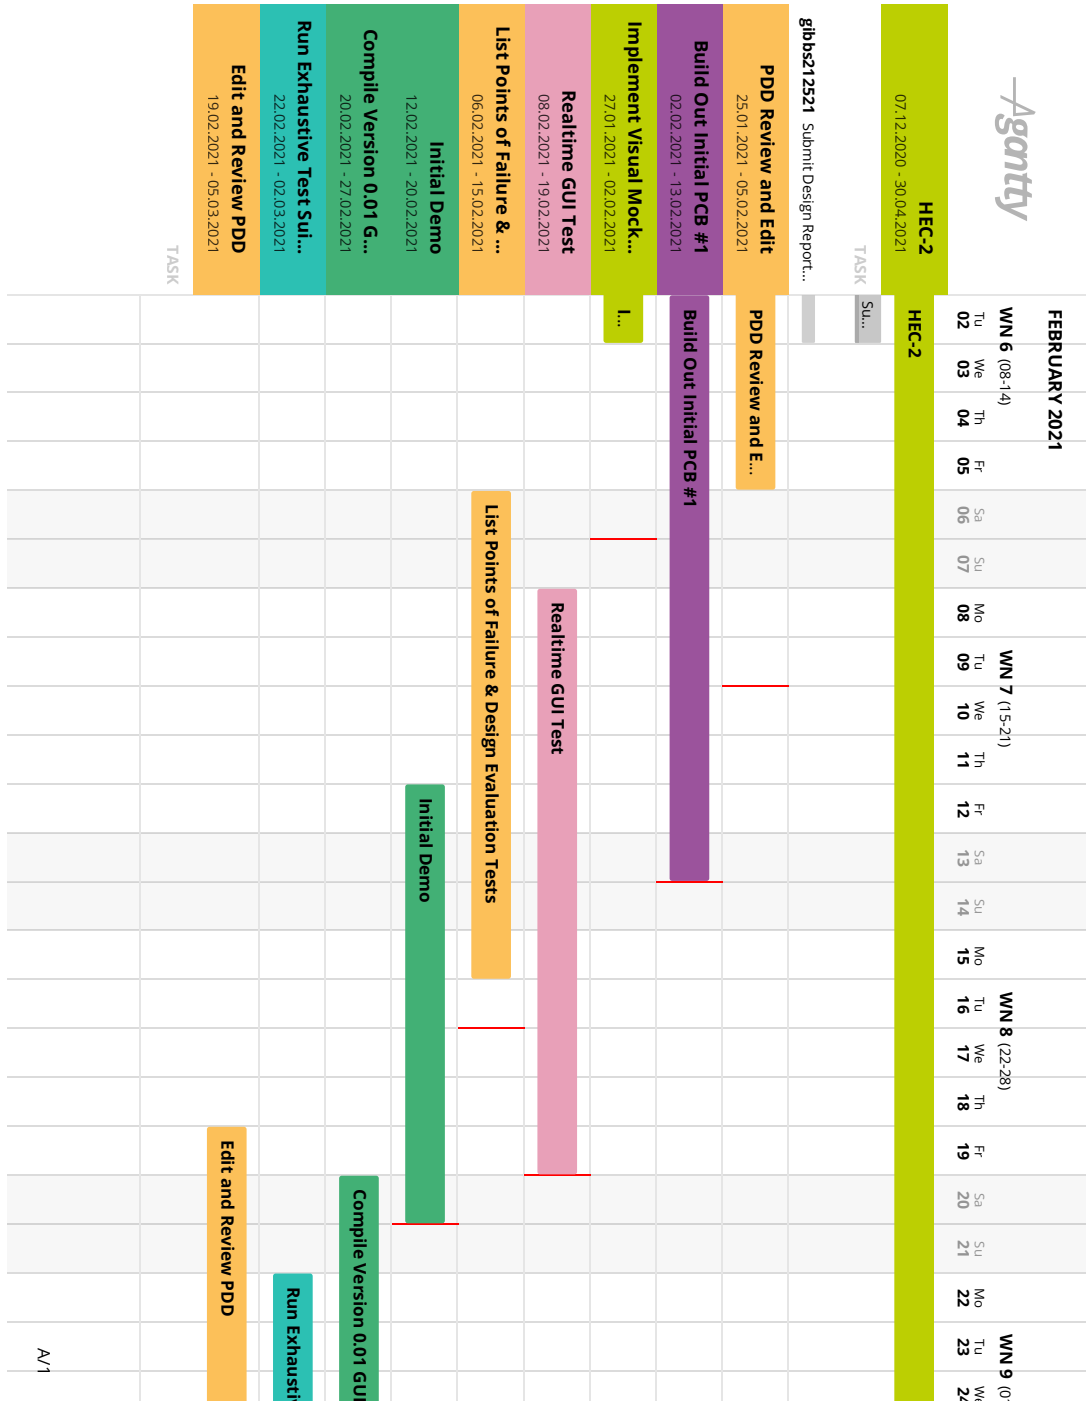 Agantty
FEBRUARY 2021
WN 6 (08-14)
WN 7 (15-21)
WN 8 (22-28)
WN 9
Tu We Th Fr Sa Su Mo Tu We Th Fr Sa Su Mo Tu We Th Fr Sa Su Mo Tu We
02 03 04 05 06 07 08 09 10 11 12 13 14 15 16 17 18 19 20 21 22 23 24
HEC-2
07.12.2020 - 30.04.2021
HEC-2
TASK
Su...
gibbs212521 Submit Design Report...
PDD Review and Edit
25.01.2021 - 05.02.2021
PDD Review and E...
Build Out Initial PCB #1
02.02.2021 - 13.02.2021
Build Out Initial PCB #1
Implement Visual Mock...
27.01.2021 - 02.02.2021
I...
Realtime GUI Test
08.02.2021 - 19.02.2021
Realtime GUI Test
List Points of Failure & ...
06.02.2021 - 15.02.2021
List Points of Failure & Design Evaluation Tests
Initial Demo
12.02.2021 - 20.02.2021
Initial Demo
Compile Version 0.01 G...
20.02.2021 - 27.02.2021
Compile Version 0.01 GUI
Run Exhaustive Test Sui...
22.02.2021 - 02.03.2021
Run Exhausti
Edit and Review PDD
19.02.2021 - 05.03.2021
Edit and Review PDD
TASK
A/1